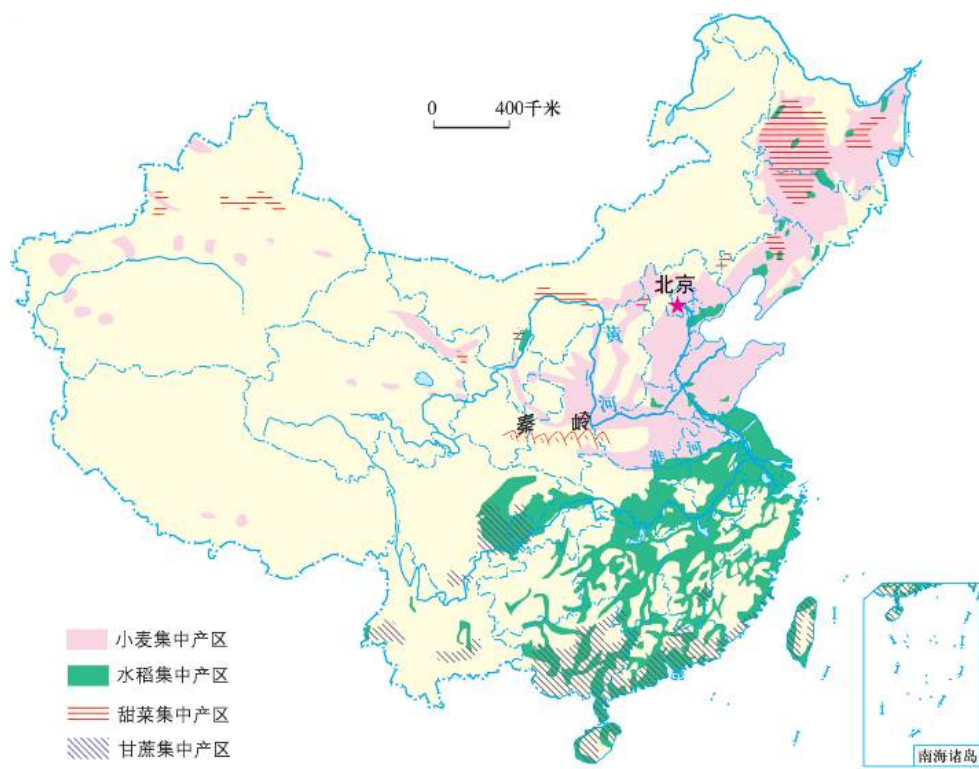 0 400千米
北京
黄
河
秦 岭
淮 河
小麦集中产区
水稻集中产区
甜菜集中产区
甘蔗集中产区
南海诸岛